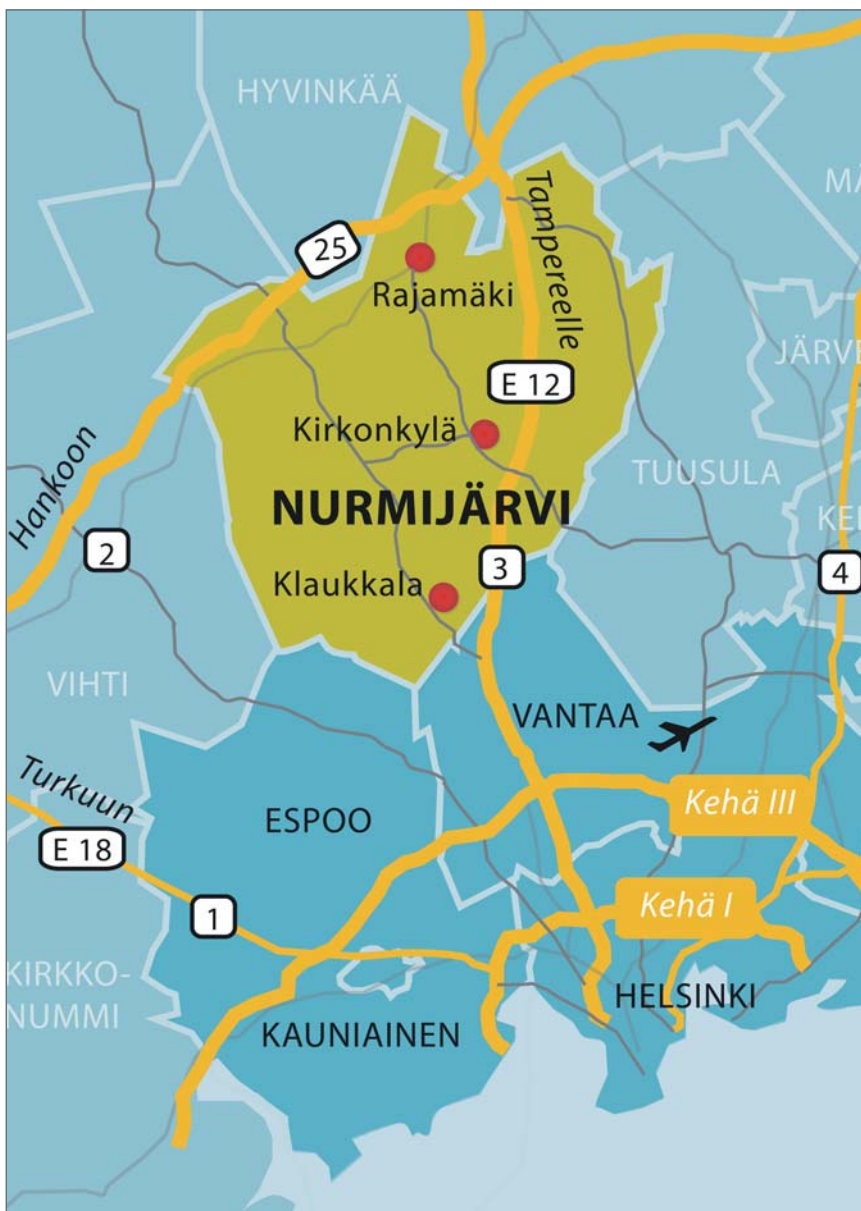 HYVINKÄÄ
Tampereelle
25
Rajamäki
JÄRVE
E 12
Kirkonkylä
Hankoon
TUUSULA
NURMIJÄRVI
2
3
4
Klaukkala
VIHTI
VANTAA
Turkuun
Kehä III
ESPOO
E 18
Kehä I
1
KIRKKO-
NUMMI
HELSINKI
KAUNIAINEN